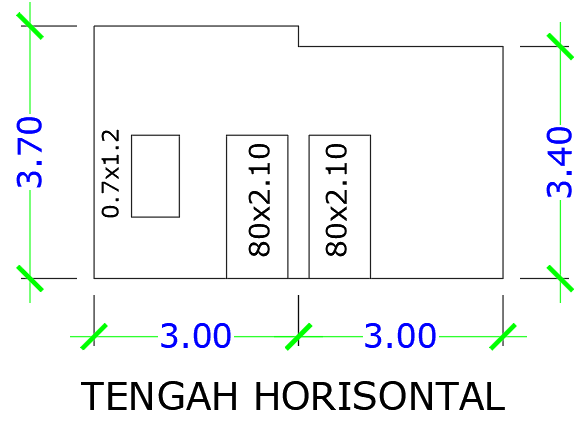 3.70
0.7x1.2
80x2.10
80x2.10
3.40
3.00
3.00
TENGAH HORISONTAL